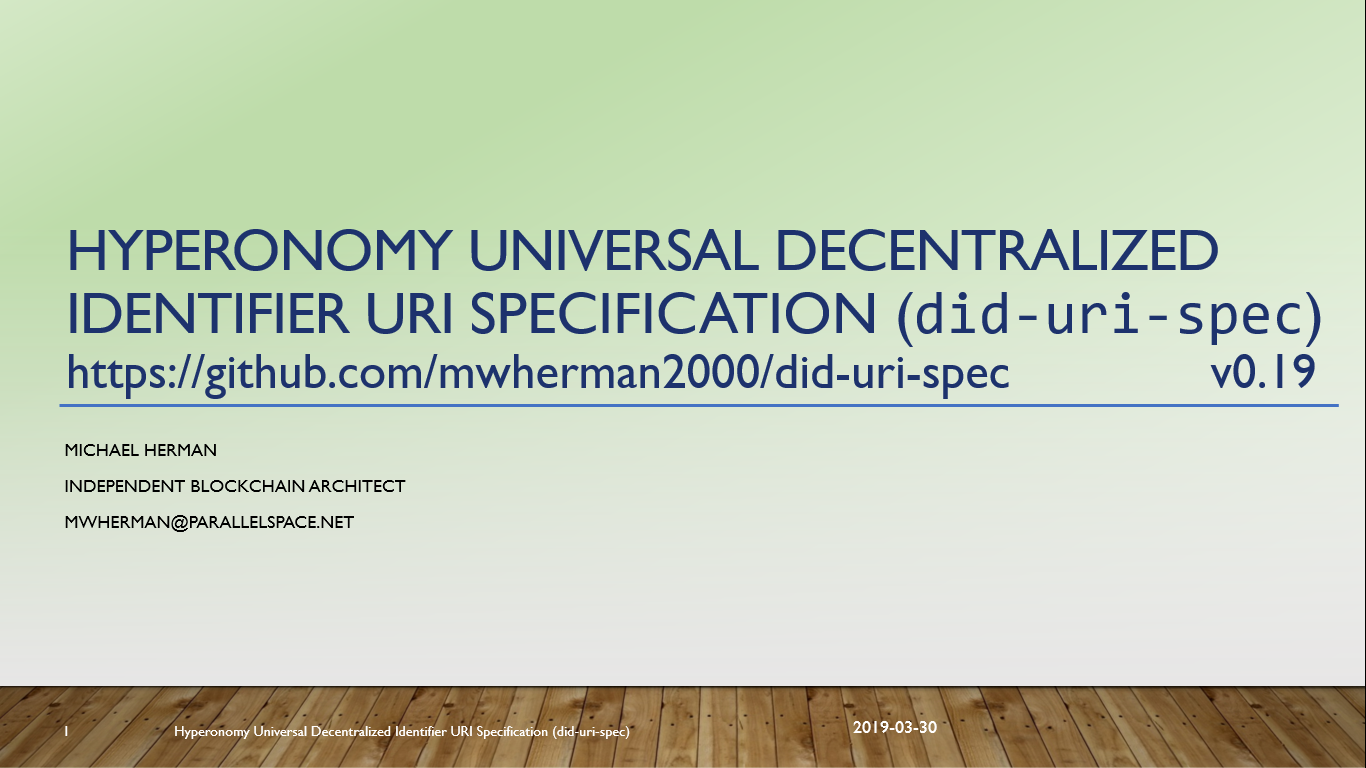 HYPERONOMY UNIVERSAL DECENTRALIZED
IDENTIFIER URI SPECIFICATION (did-uri-spec)
https://github.com/mwherman2000/did-uri-spec v0.19
MICHAEL HERMAN
INDEPENDENT BLOCKCHAIN ARCHITECT
MWHERMAN@PARALLELSPACE.NET
1 Hyperonomy Universal Decentralized Identifier URI Specification (did-uri-spec) 2019-03-30